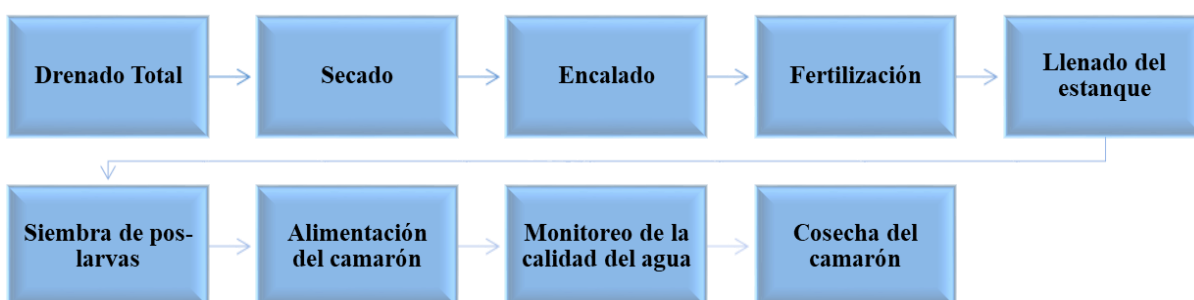 Drenado Total
Secado
Encalado
Fertilización
Llenado del
estanque
Siembra de pos-
larvas
Alimentación
del camarón
Monitoreo de la
calidad del agua
Cosecha del
camarón